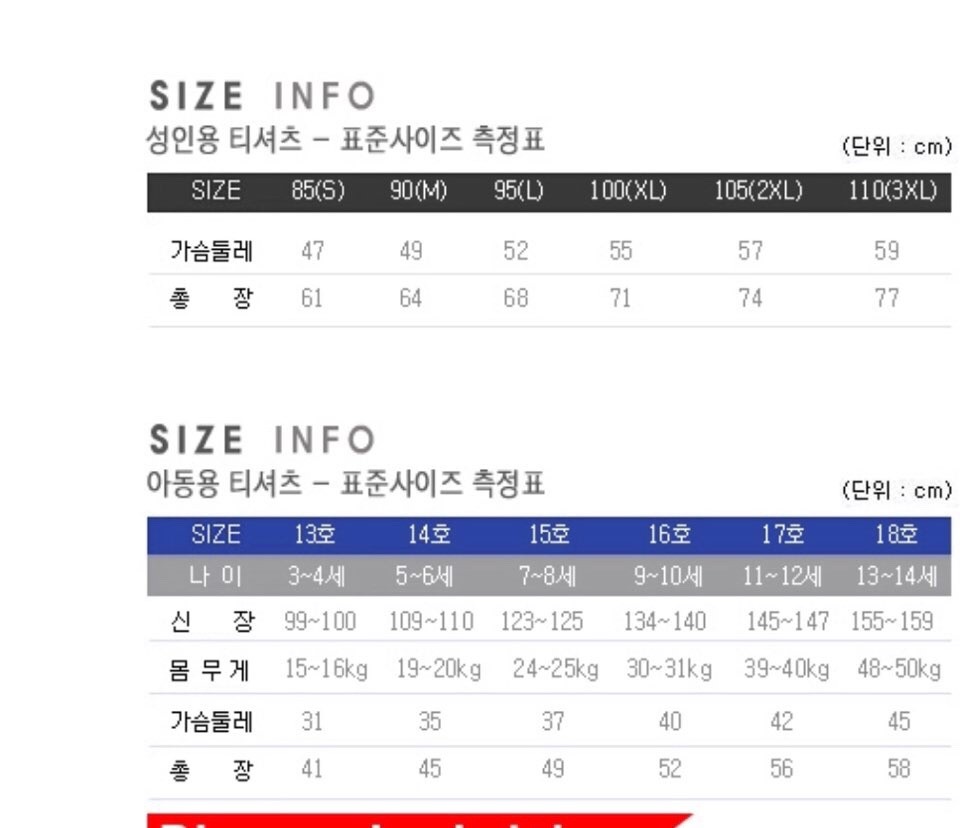 SIZE INFO
성인용 티셔츠 - 표준사이즈 측정표
(단위 : cm)
SIZE 85(S) 90(M) 95(L) 100(XL) 105(2XL) 110(3XL)
가슴둘레 47 49 52 55 57 59
총 장 61 64 68 71 74 77
SIZE INFO
아동용 티셔츠 - 표준사이즈 측정표
(단위 : cm)
SIZE 13호 14호 15호 16호 17호 18호
나 이 3~4세 5~6세 7~8세 9~10세 11~12세 13~14세
신 장 99~100 109~110 123~125 134~140 145~147 155~159
몸 무 게 15~16kg 19~20kg 24~25kg 30~31kg 39~40kg 48~50kg
가슴둘레 31 35 37 40 42 45
총 장 41 45 49 52 56 58